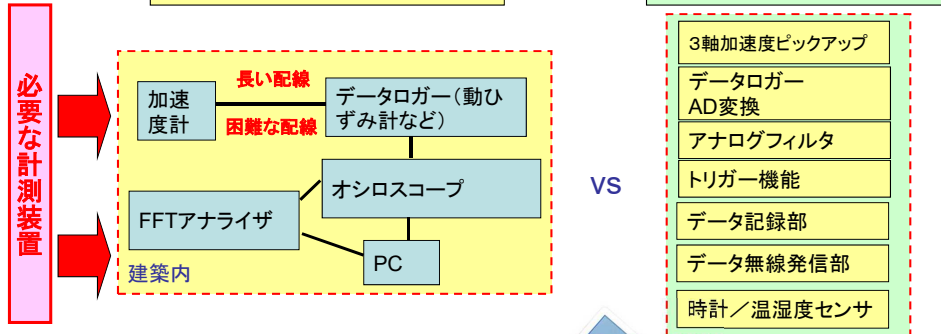 必要な計測装置
加速
度計
長い配線
困難な配線
データロガー(動ひ
ずみ計など)
オシロスコープ
FFTアナライザ
PC
建築内
vs
3軸加速度ピックアップ
データロガー
AD変換
アナログフィルタ
トリガー機能
データ記録部
データ無線発信部
時計/温湿度センサ